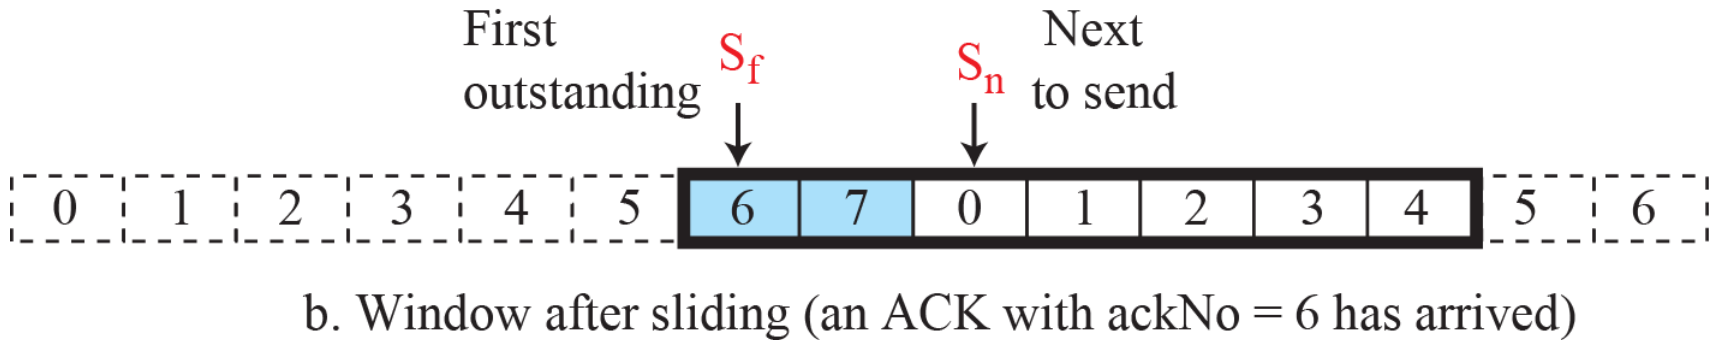 First
outstanding
Sf
Sn
Next
to send
0 1 2 3 4 5 6 7 0 1 2 3 4 5 6
b. Window after sliding (an ACK with ackNo = 6 has arrived)